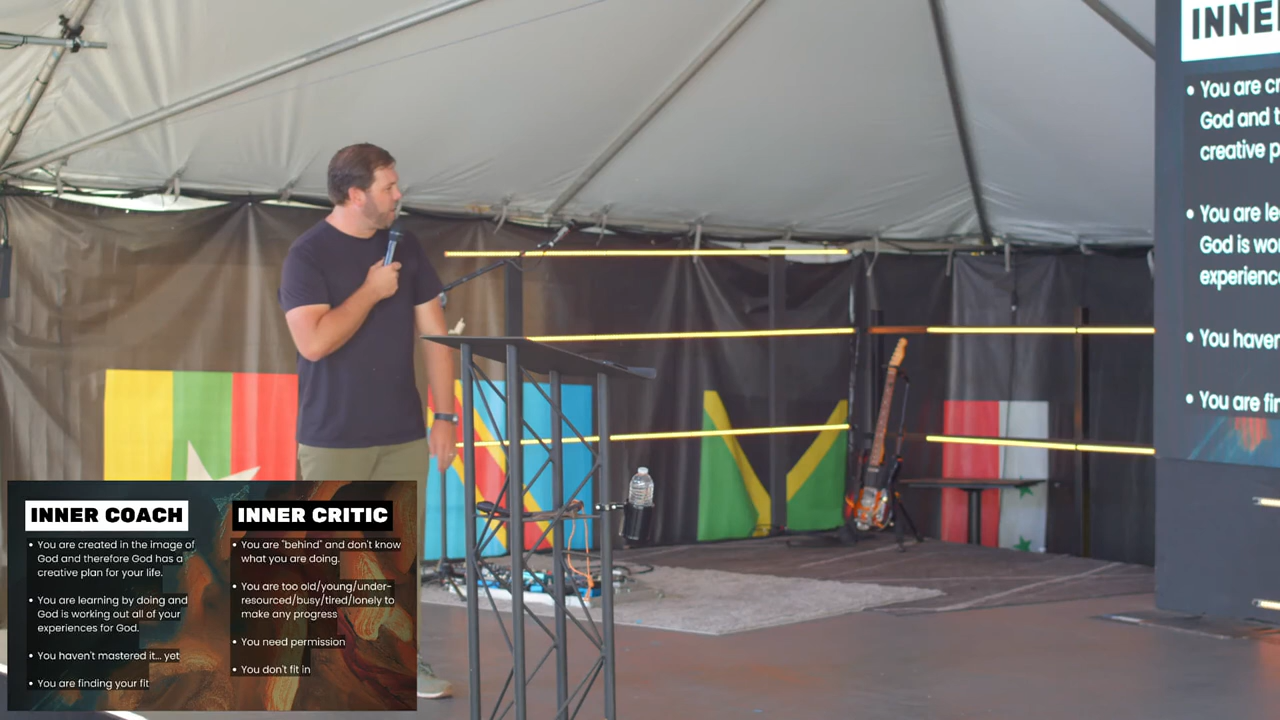 INNER COACH
• You are created in the image of
God and therefore God has a
creative plan for your life.
• You are learning by doing and
God is working out all of your
experiences for God.
• You haven't mastered it... yet
• You are finding your fit
INNER CRITIC
• You are "behind" and don't know
what you are doing.
• You are too old/young/under-
resourced/busy/tired/lonely to
make any progress
• You need permission
• You don't fit in
INNE
• You are cr
God and t
creative p
• You are le
God is wor
experience
• You haven
• You are fin